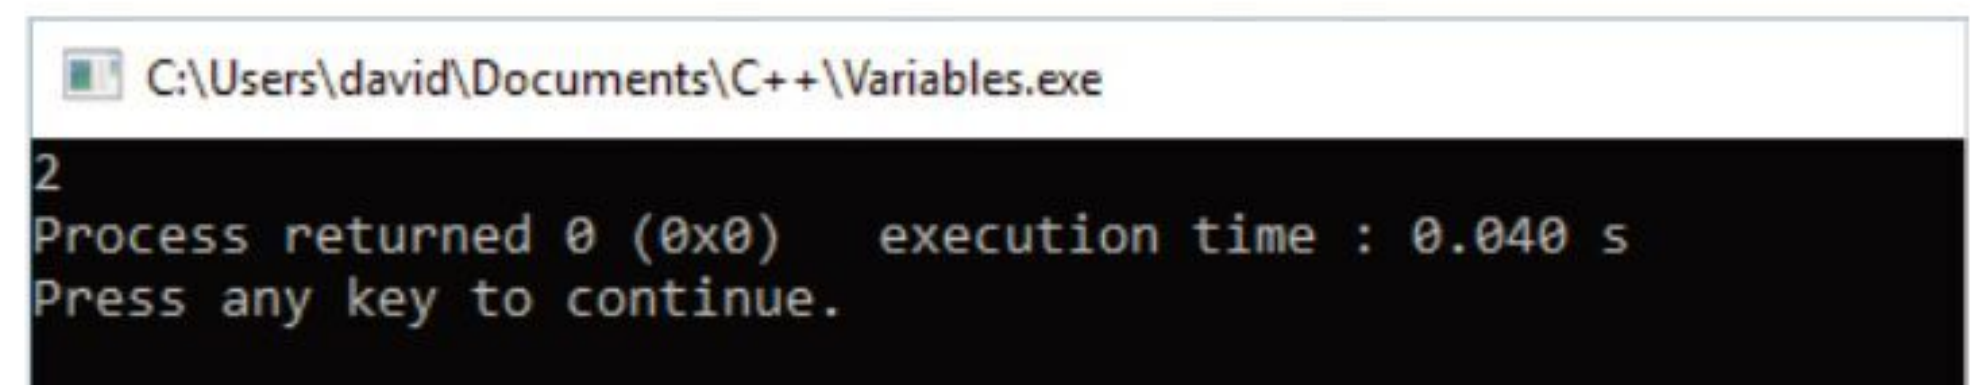 C:\Users\david\Documents\C++\Variables.exe
2
Process returned 0 (0x0)   execution time : 0.040 s
Press any key to continue.